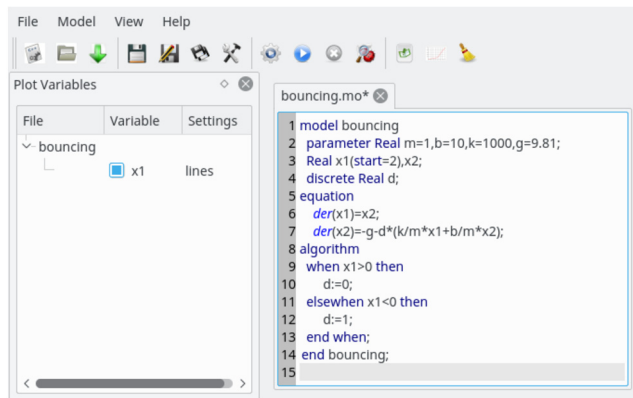 File Model View Help
Plot Variables
File Variable Settings
bouncing
x1 lines
bouncing.mo*
1 model bouncing
2 parameter Real m=1,b=10,k=1000,g=9.81;
3 Real x1(start=2),x2;
4 discrete Real d;
5 equation
6 der(x1)=x2;
7 der(x2)=-g-d*(k/m*x1+b/m*x2);
8 algorithm
9 when x1>0 then
10 d:=0;
11 elsewhen x1<0 then
12 d:=1;
13 end when;
14 end bouncing;
15